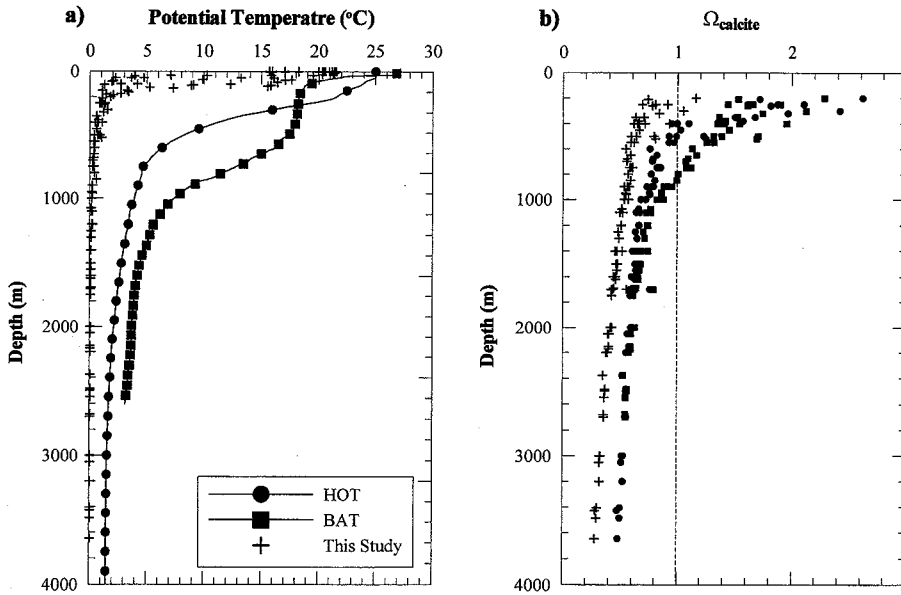 a)
Potential Temperatre (°C)
0 5 10 15 20 25 30
0
1000
2000
3000
4000
Depth (m)
HOT
BAT
This Study
b)
Ωcalcite
0 1 2
0
1000
2000
3000
4000
Depth (m)